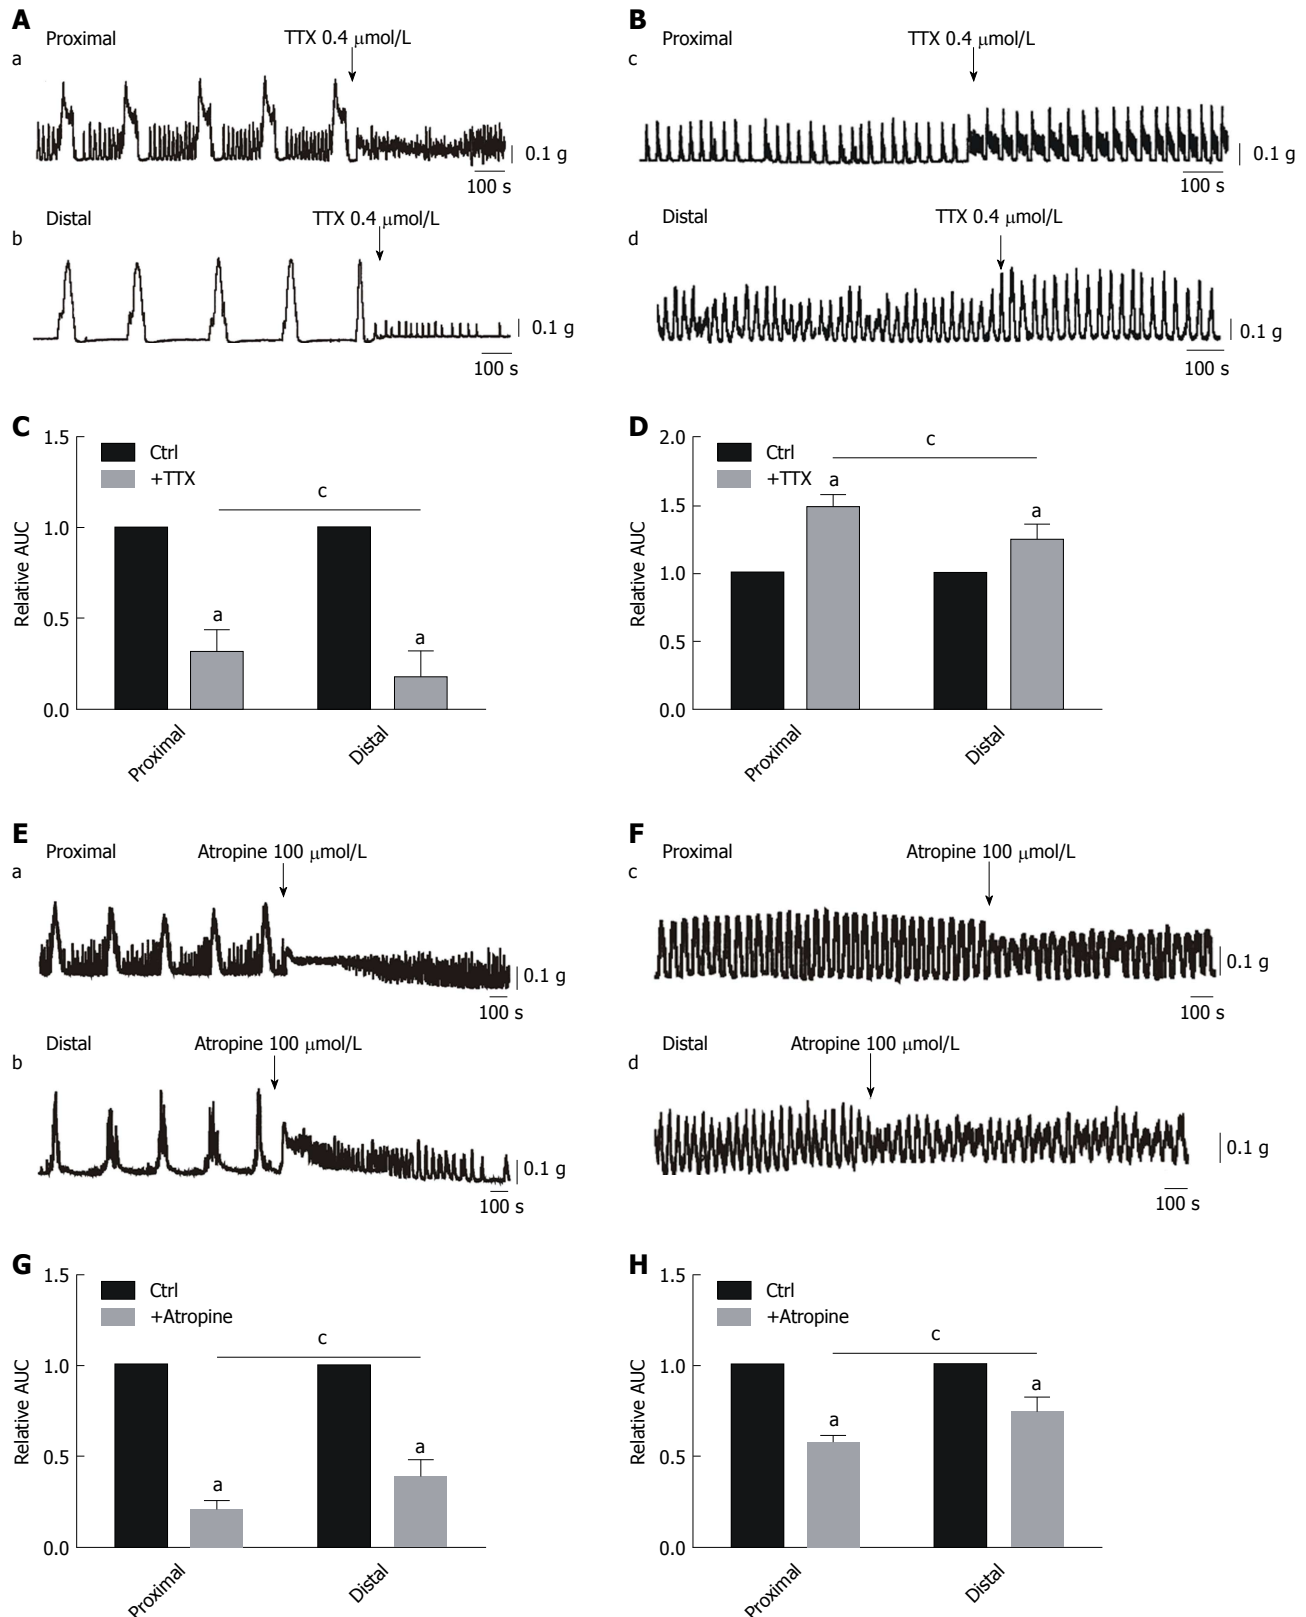 A
Proximal
TTX 0.4 μmol/L
a
0.1 g
100 s
Distal
TTX 0.4 μmol/L
b
0.1 g
100 s
B
Proximal
TTX 0.4 μmol/L
c
0.1 g
100 s
Distal
TTX 0.4 μmol/L
d
0.1 g
100 s
C
1.5
1.0
0.5
0.0
Relative AUC
Ctrl
+TTX
c
a
a
Proximal
Distal
D
2.0
1.5
1.0
0.5
0.0
Relative AUC
Ctrl
+TTX
c
a
a
Proximal
Distal
E
Proximal
Atropine 100 μmol/L
a
0.1 g
100 s
Distal
Atropine 100 μmol/L
b
0.1 g
100 s
F
Proximal
Atropine 100 μmol/L
c
0.1 g
100 s
Distal
Atropine 100 μmol/L
d
0.1 g
100 s
G
1.5
1.0
0.5
0.0
Relative AUC
Ctrl
+Atropine
c
a
a
Proximal
Distal
H
1.5
1.0
0.5
0.0
Relative AUC
Ctrl
+Atropine
c
a
a
Proximal
Distal